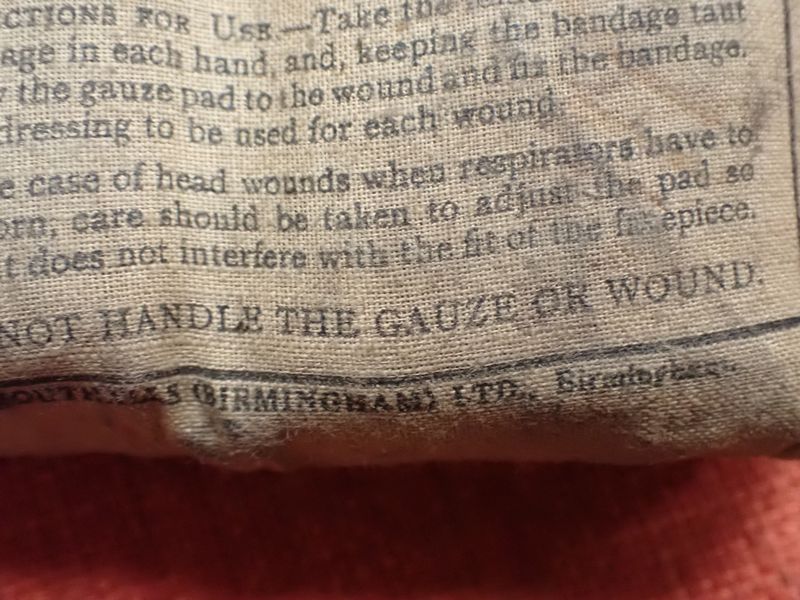 CTIONS FOR USE.—Take the
age in each hand, and, keeping the bandage taut
the gauze pad to the wound and fix the bandage.
dressing to be used for each wound.
e case of head wounds when respirators have to
orn, care should be taken to adjust the pad so
t does not interfere with the fit of the facepiece.
NOT HANDLE THE GAUZE OR WOUND.
(BIRMINGHAM) LTD., Birmingham.